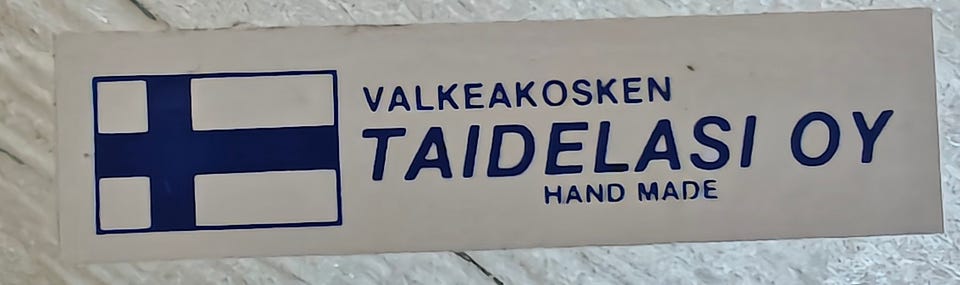 VALKEAKOSKEN
TAIDELASI OY
HAND MADE